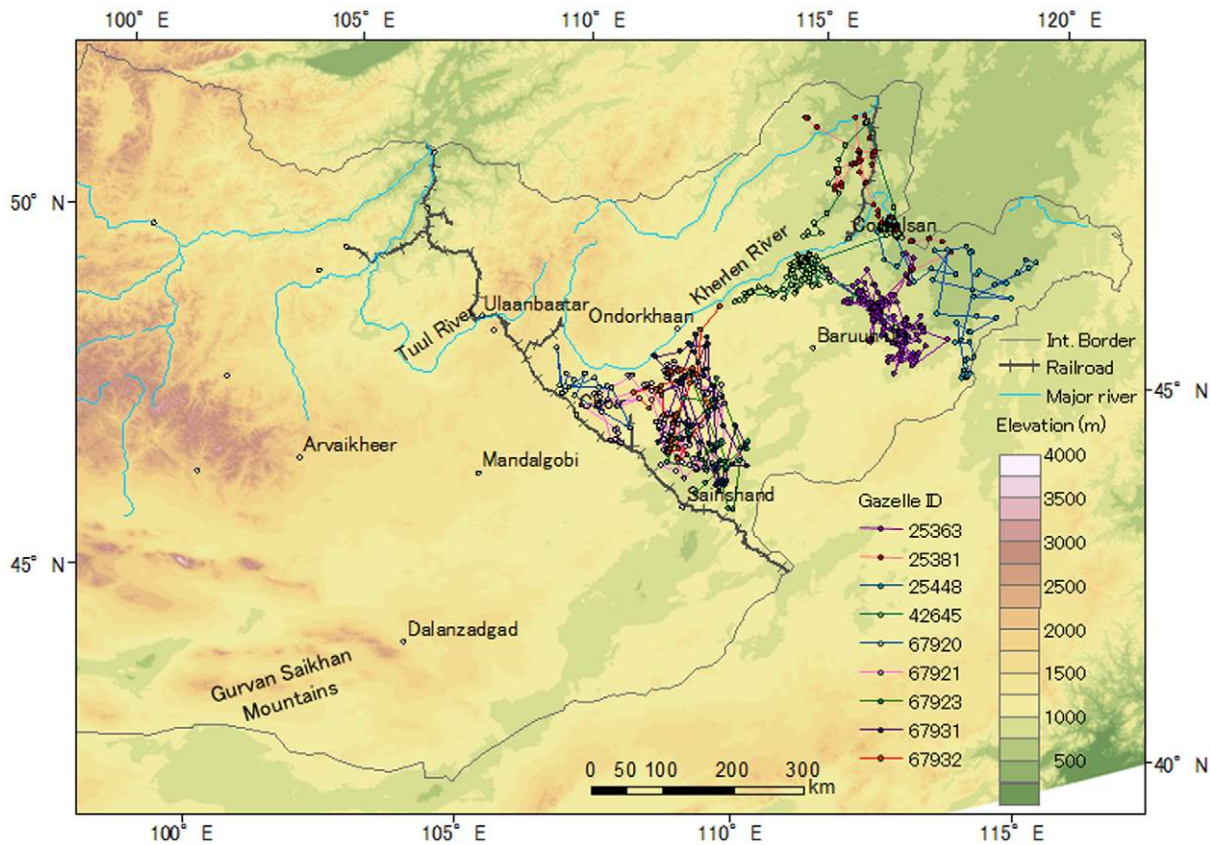 100° E 105° E 110° E 115° E 120° E
50° N
Kherlen River
Ulaanbaatar
Ondorkhaan
Tuul River
Baruun
Int. Border
Railroad
45° N
Major river
Elevation (m)
Arvaikheer
Mandalgobi
4000
Sainshand
Gazelle ID
3500
25363
3000
25381
45° N
25448
2500
42645
2000
67920
Dalanzadgad
67921
1500
Gurvan Saikhan
Mountains
67923
1000
67931
500
67932
40° N
0 50 100 200 300
km
100° E 105° E 110° E 115° E